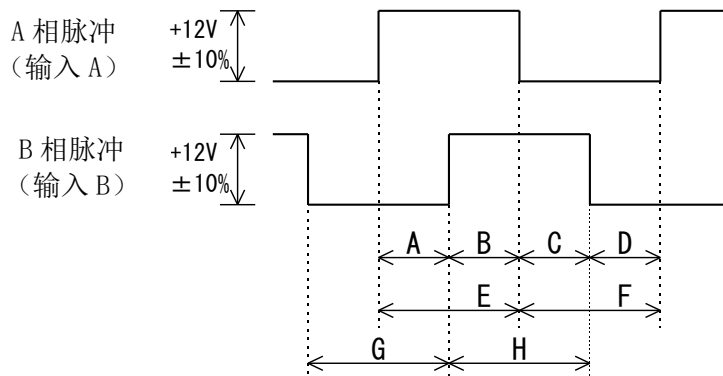 A 相脉冲
（输入 A）
+12V
±10%
B 相脉冲
（输入 B）
+12V
±10%
A B C D
E F
G H